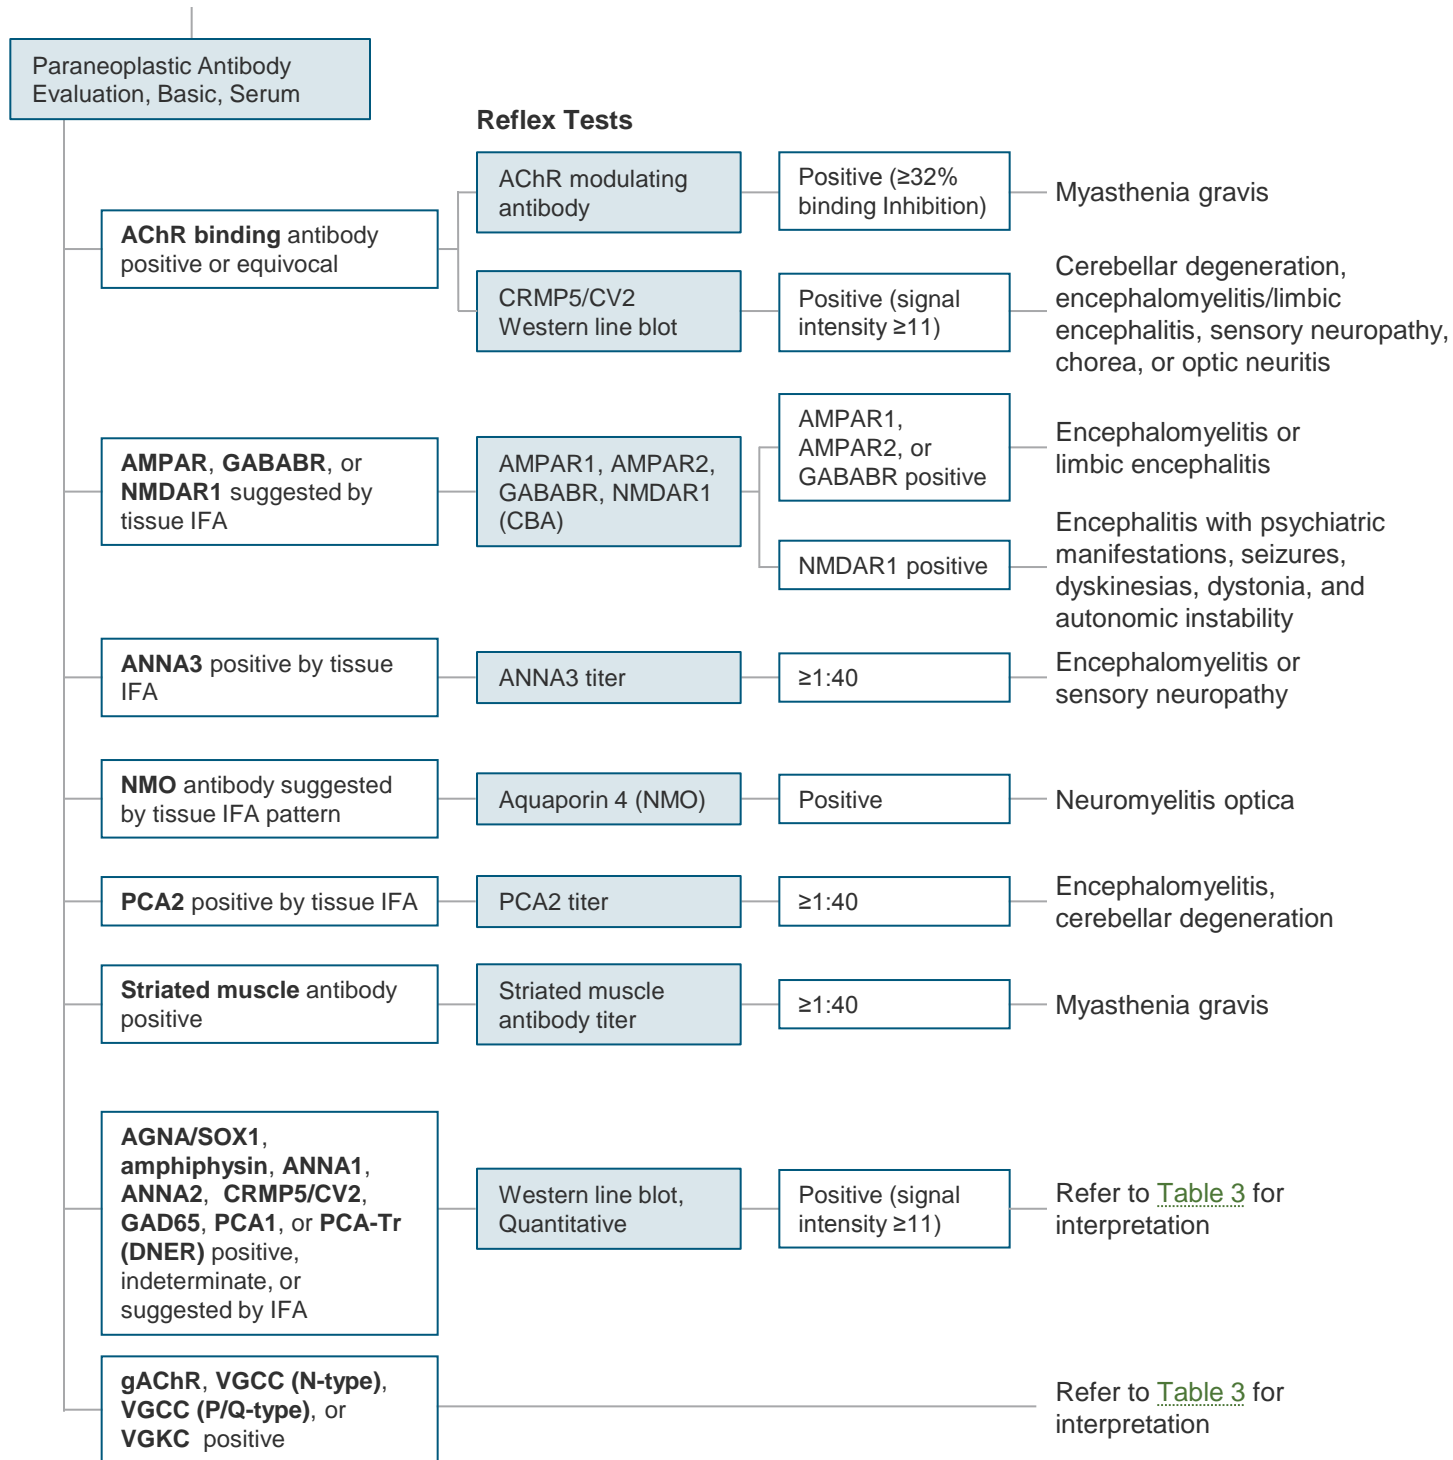 Paraneoplastic Antibody
Evaluation, Basic, Serum
Reflex Tests
AChR binding antibody
positive or equivocal
AChR modulating
antibody
Positive (≥32%
binding Inhibition)
Myasthenia gravis
CRMP5/CV2
Western line blot
Positive (signal
intensity ≥11)
Cerebellar degeneration,
encephalomyelitis/limbic
encephalitis, sensory neuropathy,
chorea, or optic neuritis
AMPAR, GABABR, or
NMDAR1 suggested by
tissue IFA
AMPAR1, AMPAR2,
GABABR, NMDAR1
(CBA)
AMPAR1,
AMPAR2, or
GABABR positive
Encephalomyelitis or
limbic encephalitis
NMDAR1 positive
Encephalitis with psychiatric
manifestations, seizures,
dyskinesias, dystonia, and
autonomic instability
ANNA3 positive by tissue
IFA
ANNA3 titer
≥1:40
Encephalomyelitis or
sensory neuropathy
NMO antibody suggested
by tissue IFA pattern
Aquaporin 4 (NMO)
Positive
Neuromyelitis optica
PCA2 positive by tissue IFA
PCA2 titer
≥1:40
Encephalomyelitis,
cerebellar degeneration
Striated muscle antibody
positive
Striated muscle
antibody titer
≥1:40
Myasthenia gravis
AGNA/SOX1,
amphiphysin, ANNA1,
ANNA2, CRMP5/CV2,
GAD65, PCA1, or PCA-Tr
(DNER) positive,
indeterminate, or
suggested by IFA
Western line blot,
Quantitative
Positive (signal
intensity ≥11)
Refer to Table 3 for
interpretation
gAChR, VGCC (N-type),
VGCC (P/Q-type), or
VGKC positive
Refer to Table 3 for
interpretation